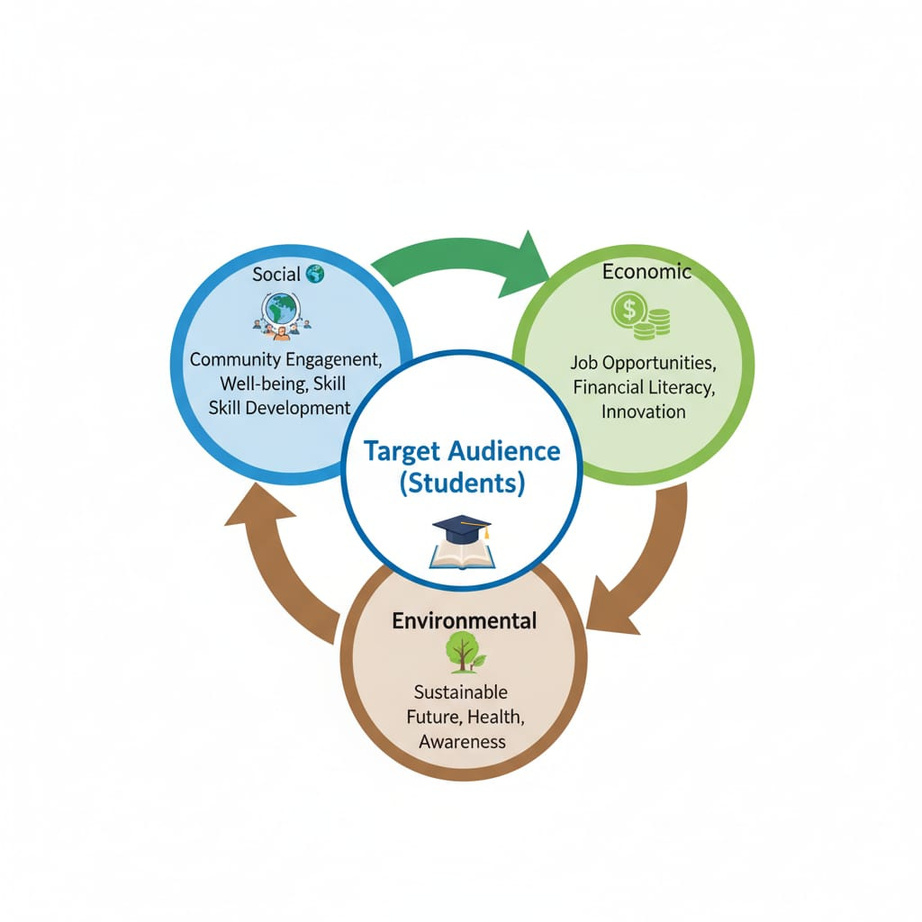 Social
Community Engagenent,
Well-being, Skill
Skill Development
Economic
$
Job Opportunities,
Financial Literacy,
Innovation
Target Audience
(Students)
Environmental
Sustainable
Future, Health,
Awareness